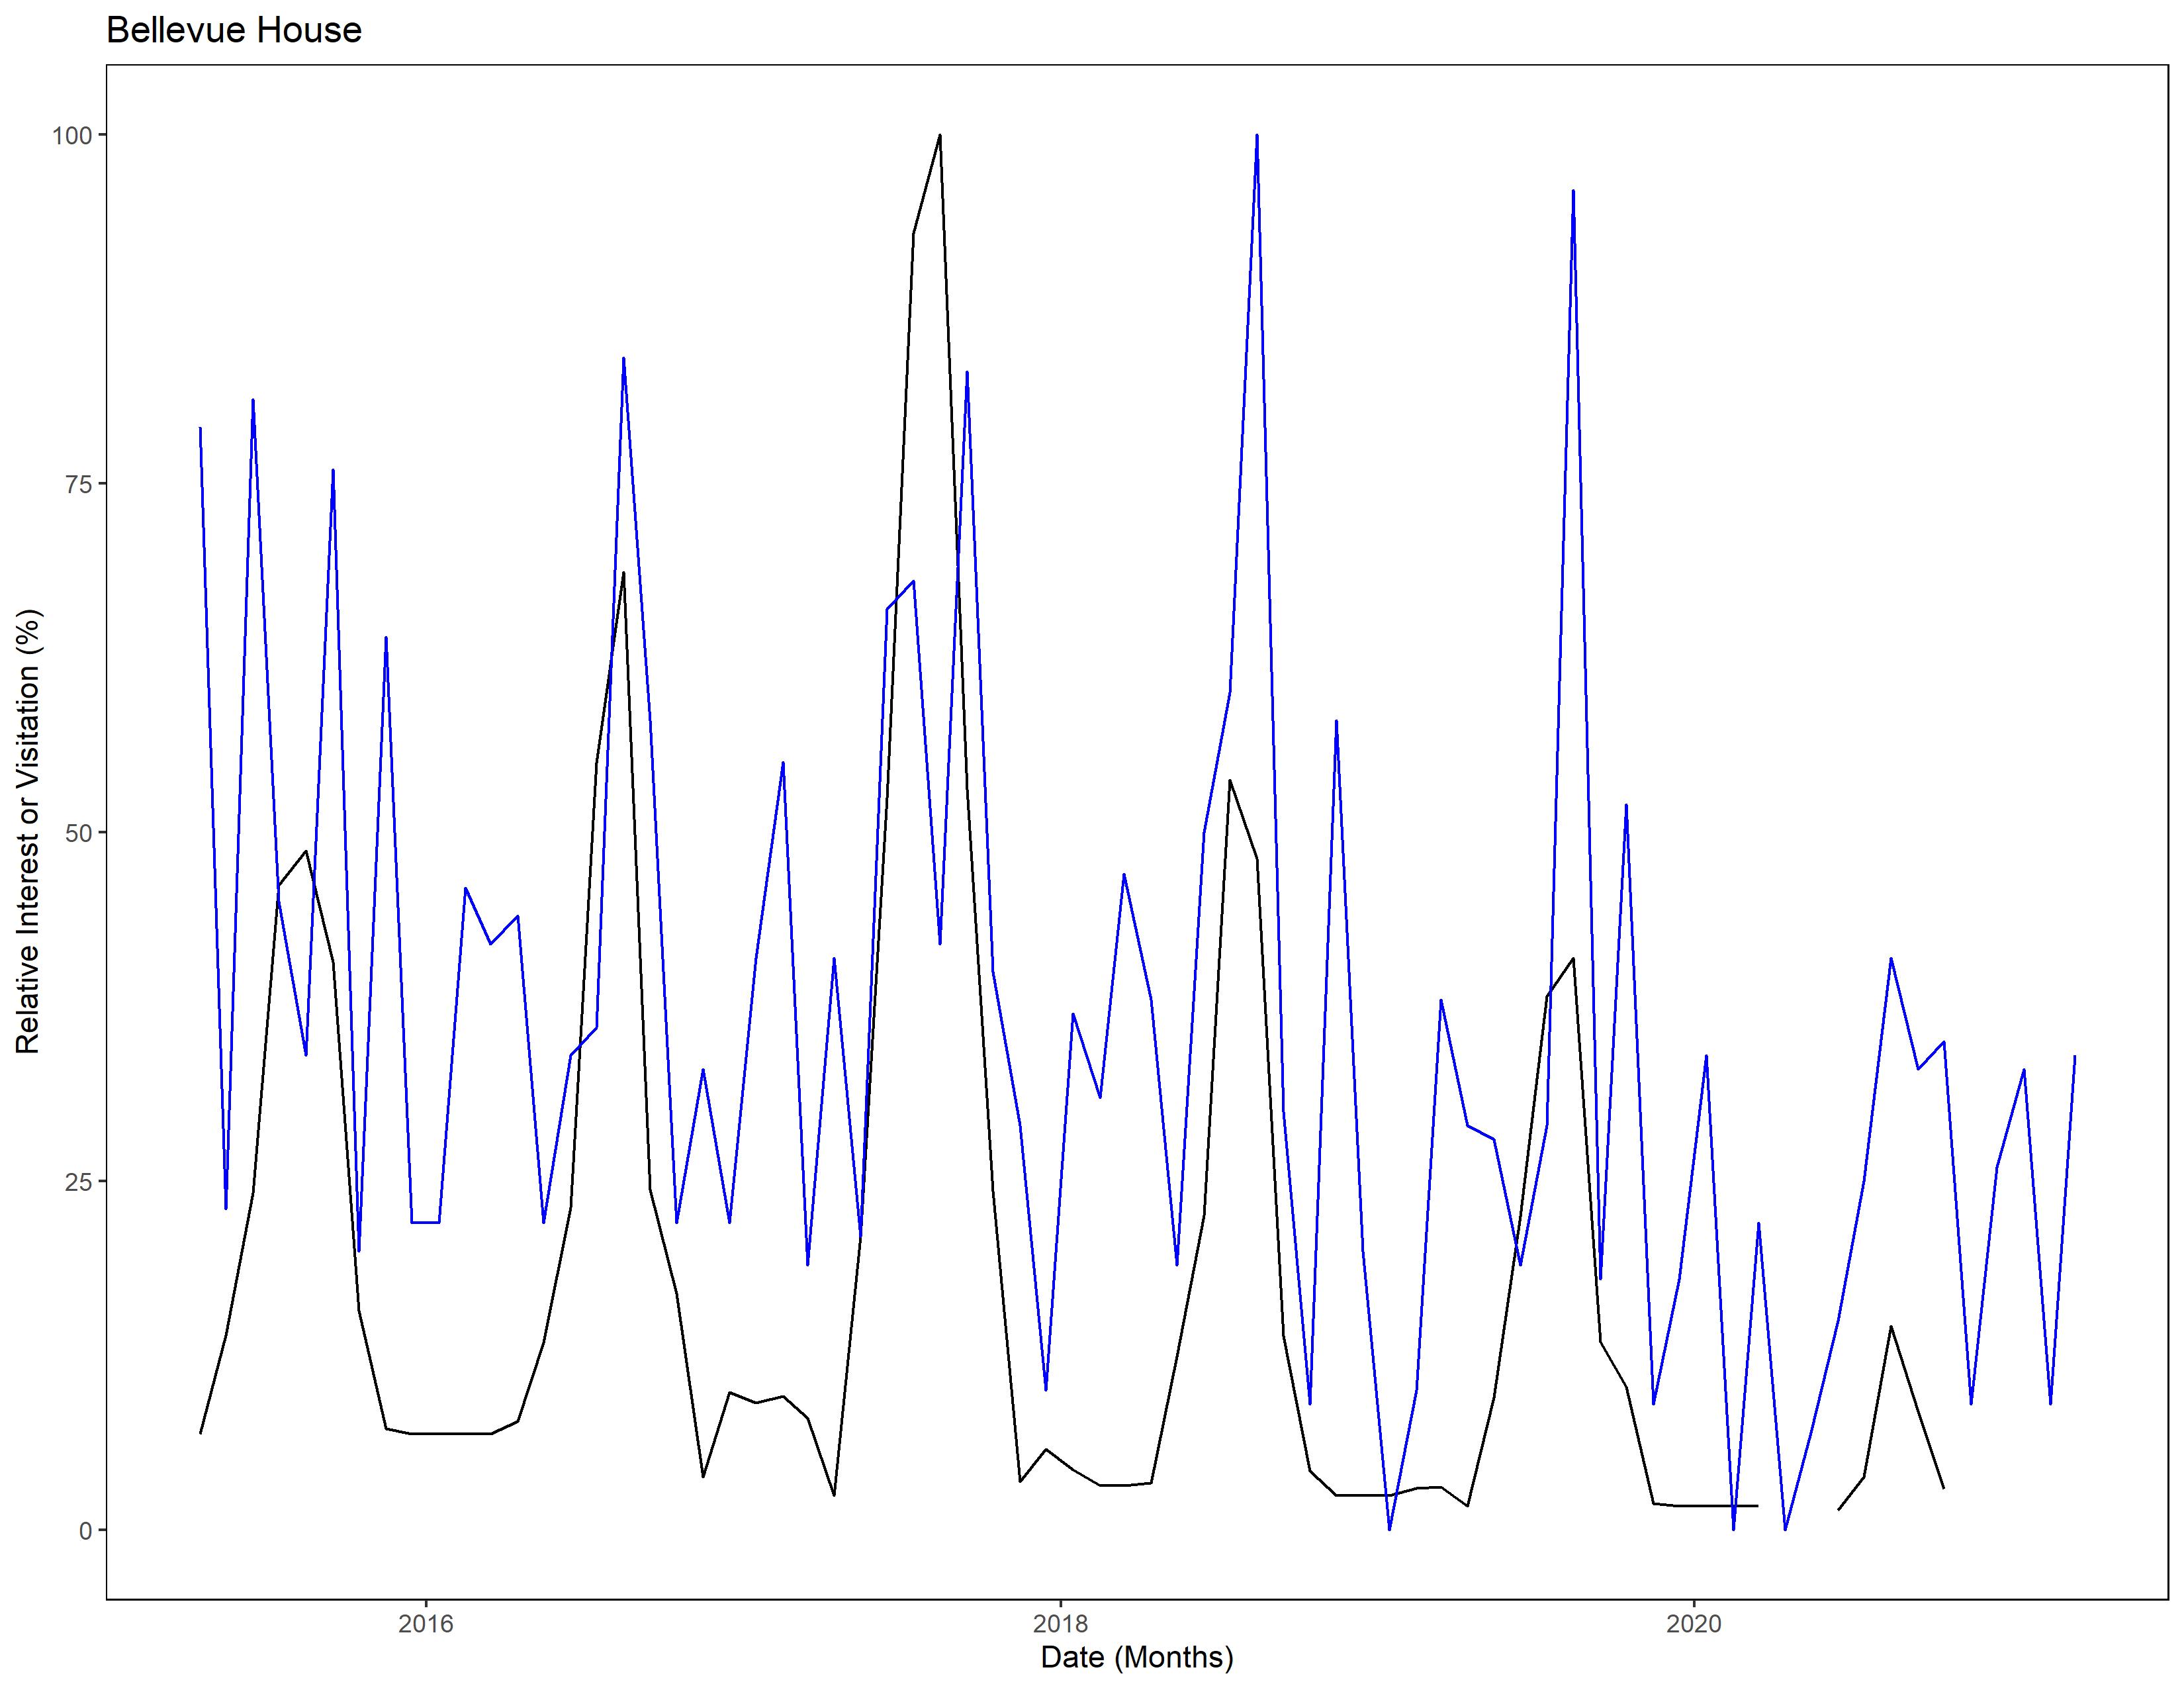 Bellevue House
Relative Interest or Visitation (%)
100
75
50
25
0
2016
2018
2020
Date (Months)